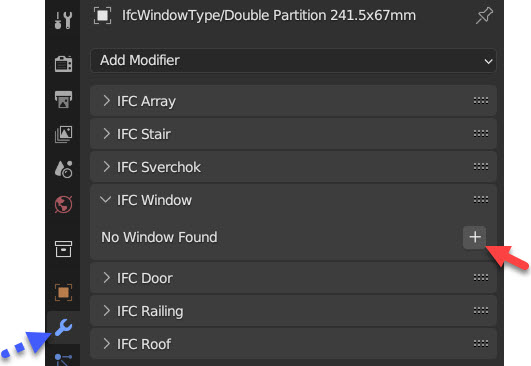 IfcWindowType/Double Partition 241.5x67mm
Add Modifier
IFC Array
IFC Stair
IFC Sverchok
IFC Window
No Window Found
IFC Door
IFC Railing
IFC Roof